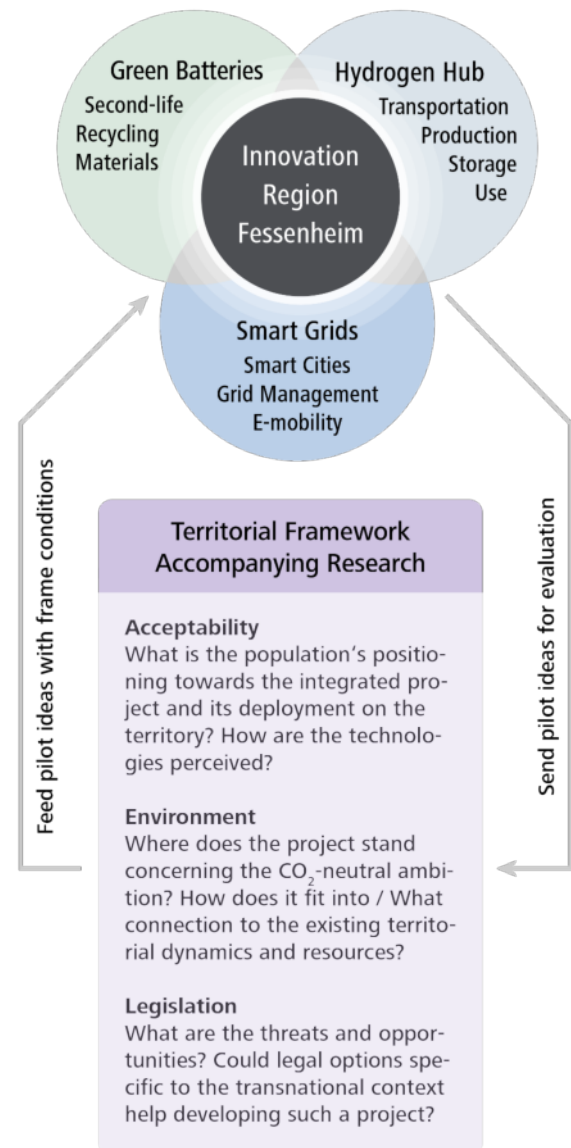 Green Batteries
Second-life
Recycling
Materials
Hydrogen Hub
Transportation
Production
Storage
Use
Innovation
Region
Fessenheim
Smart Grids
Smart Cities
Grid Management
E-mobility
Feed pilot ideas with frame conditions
Send pilot ideas for evaluation
Territorial Framework
Accompanying Research
Acceptability
What is the population‘s positio-
ning towards the integrated pro-
ject and its deployment on the
territory? How are the technolo-
gies perceived?
Environment
Where does the project stand
concerning the CO₂-neutral ambi-
tion? How does it fit into / What
connection to the existing territo-
rial dynamics and resources?
Legislation
What are the threats and oppor-
tunities? Could legal options spe-
cific to the transnational context
help developing such a project?